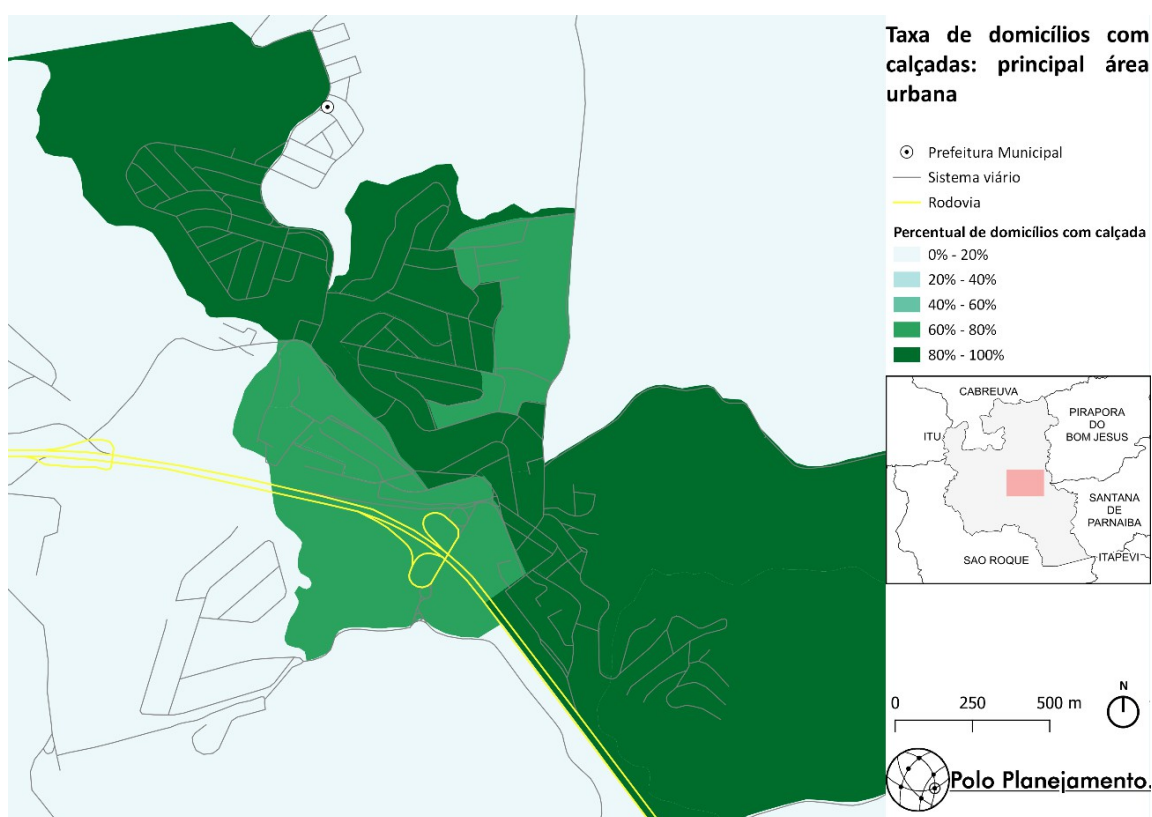 Taxa de domicílios com
calçadas: principal área
urbana
Prefeitura Municipal
Sistema viário
Rodovia
Percentual de domicílios com calçada
0% - 20%
20% - 40%
40% - 60%
60% - 80%
80% - 100%
CABREUVA
PIRAPORA
DO
BOM JESUS
ITU
SANTANA
DE
PARNAIBA
SAO ROQUE
ITAPEVI
N
0 250 500 m
Polo Planejamento.